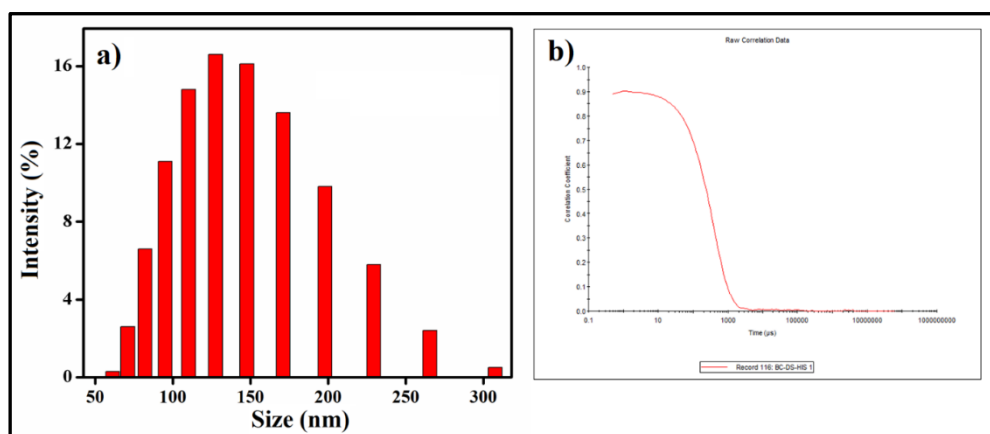 a)
Intensity (%)
16
12
8
4
0
50 100 150 200 250 300
Size (nm)
b)
Raw Correlation Data
Correlation Coefficient
1.0
0.9
0.8
0.7
0.6
0.5
0.4
0.3
0.2
0.1
0.0
0.1 10 1000 100000 10000000 1000000000
Time (µs)
Record 116: BC-DS-HIS 1